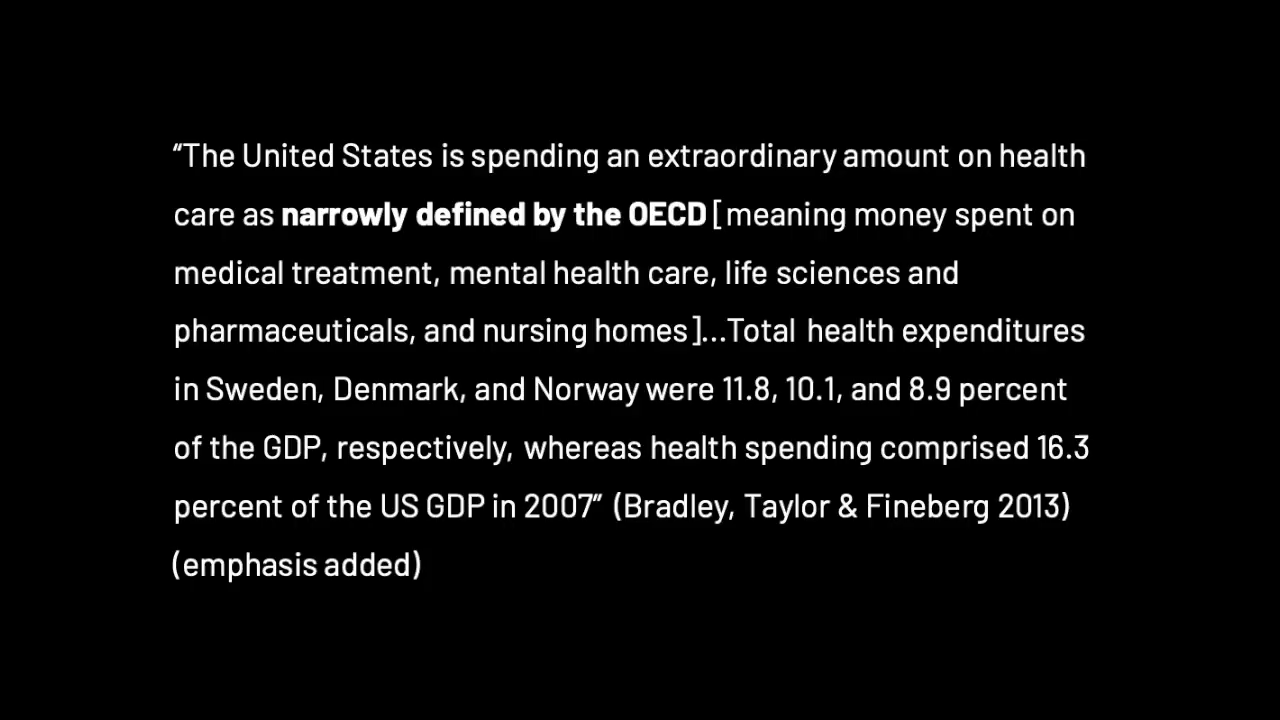 “The United States is spending an extraordinary amount on health
care as narrowly defined by the OECD [meaning money spent on
medical treatment, mental health care, life sciences and
pharmaceuticals, and nursing homes]...Total health expenditures
in Sweden, Denmark, and Norway were 11.8, 10.1, and 8.9 percent
of the GDP, respectively, whereas health spending comprised 16.3
percent of the US GDP in 2007” (Bradley, Taylor & Fineberg 2013)
(emphasis added)